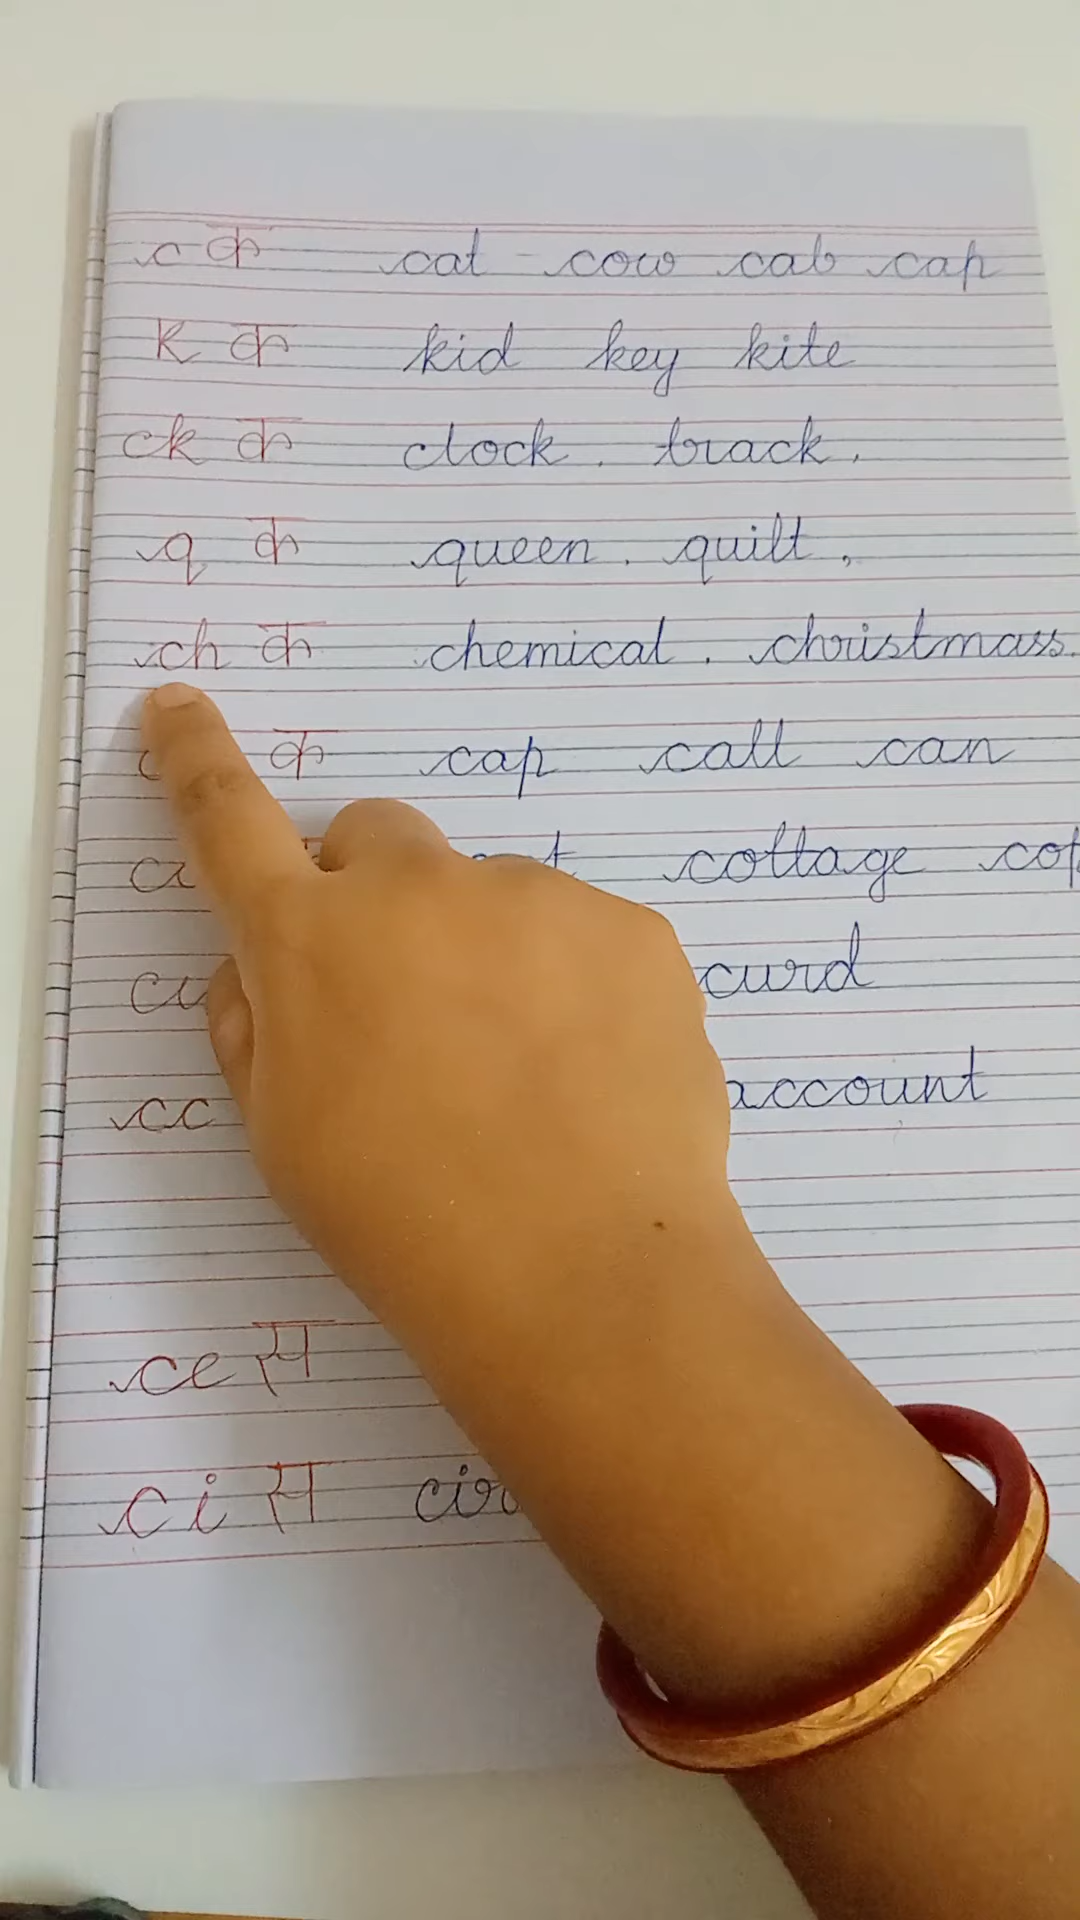 c क cat - cow cab cap
k क kid key kite
ck क clock . track .
q क queen . quilt ,
ch क chemical . christmass.
क cap call can
cottage
curd
cc account
ce स
ci स